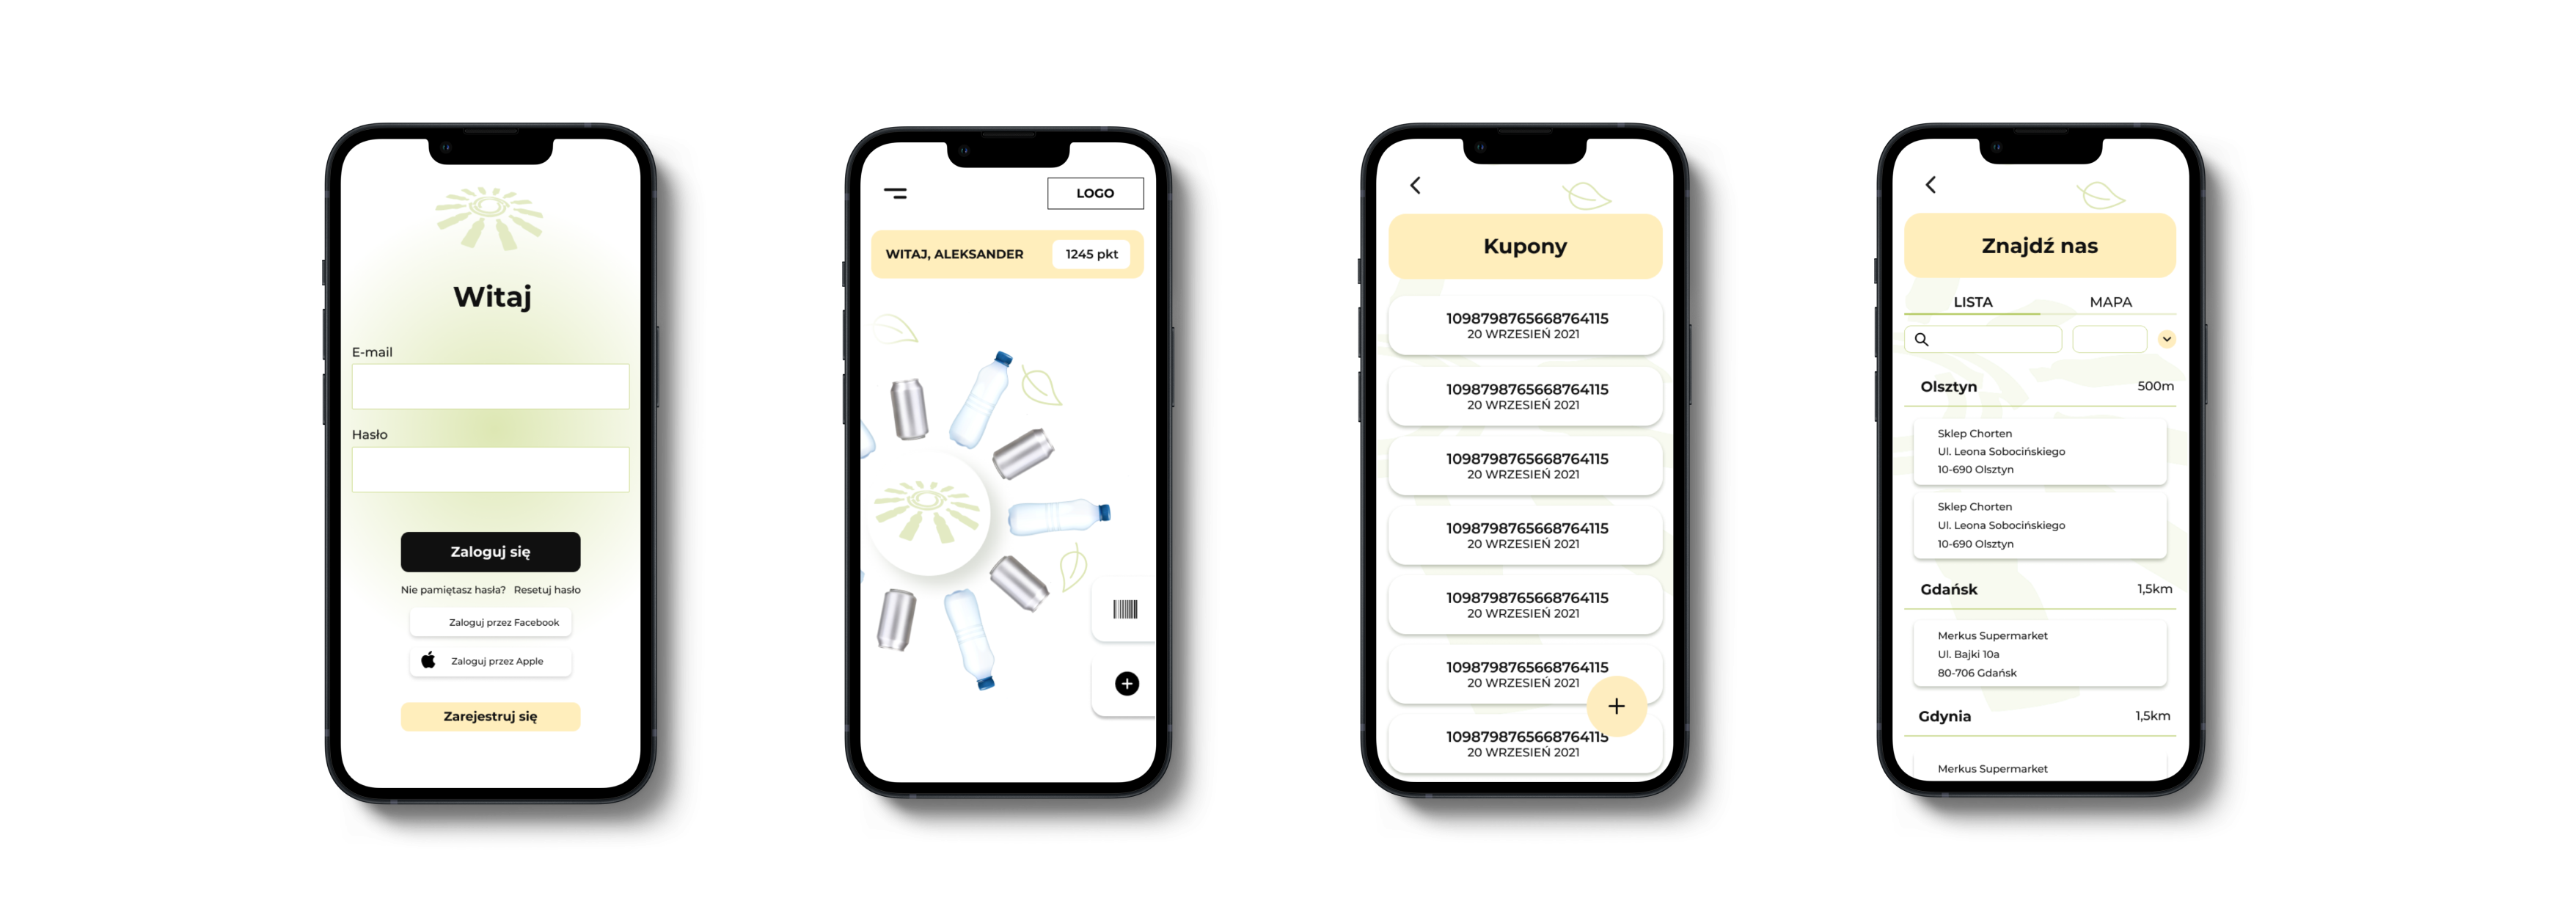 Witaj
E-mail
Hasło
Zaloguj się
Nie pamiętasz hasła? Resetuj hasło
Zaloguj przez Facebook
Zaloguj przez Apple
Zarejestruj się
LOGO
WITAJ, ALEKSANDER 1245 pkt
Kupony
1098798765668764115
20 WRZESIEŃ 2021
1098798765668764115
20 WRZESIEŃ 2021
1098798765668764115
20 WRZESIEŃ 2021
1098798765668764115
20 WRZESIEŃ 2021
1098798765668764115
20 WRZESIEŃ 2021
1098798765668764115
20 WRZESIEŃ 2021
1098798765668764115
20 WRZESIEŃ 2021
Znajdź nas
LISTA MAPA
Olsztyn 500m
Sklep Chorten
Ul. Leona Sobocińskiego
10-690 Olsztyn
Sklep Chorten
Ul. Leona Sobocińskiego
10-690 Olsztyn
Gdańsk 1,5km
Merkus Supermarket
Ul. Bajki 10a
80-706 Gdańsk
Gdynia 1,5km
Merkus Supermarket